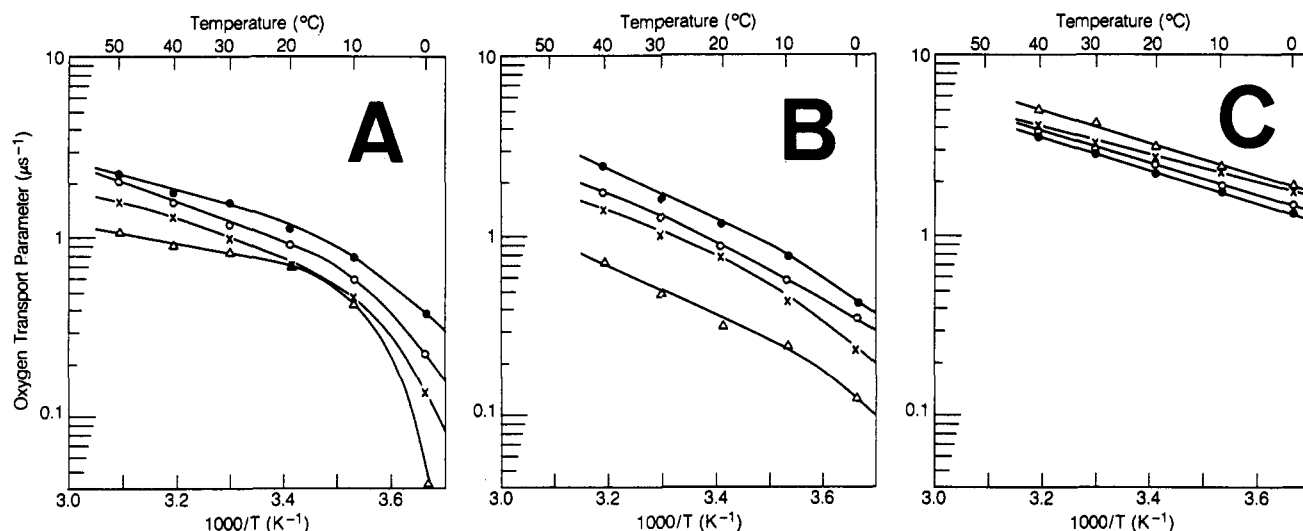 Temperature (°C)
50 40 30 20 10 0
10
1
0.1
3.0 3.2 3.4 3.6
1000/T (K⁻¹)
Oxygen Transport Parameter (μs⁻¹)
A
Temperature (°C)
50 40 30 20 10 0
10
1
0.1
3.0 3.2 3.4 3.6
1000/T (K⁻¹)
B
Temperature (°C)
50 40 30 20 10 0
10
1
0.1
3.0 3.2 3.4 3.6
1000/T (K⁻¹)
C